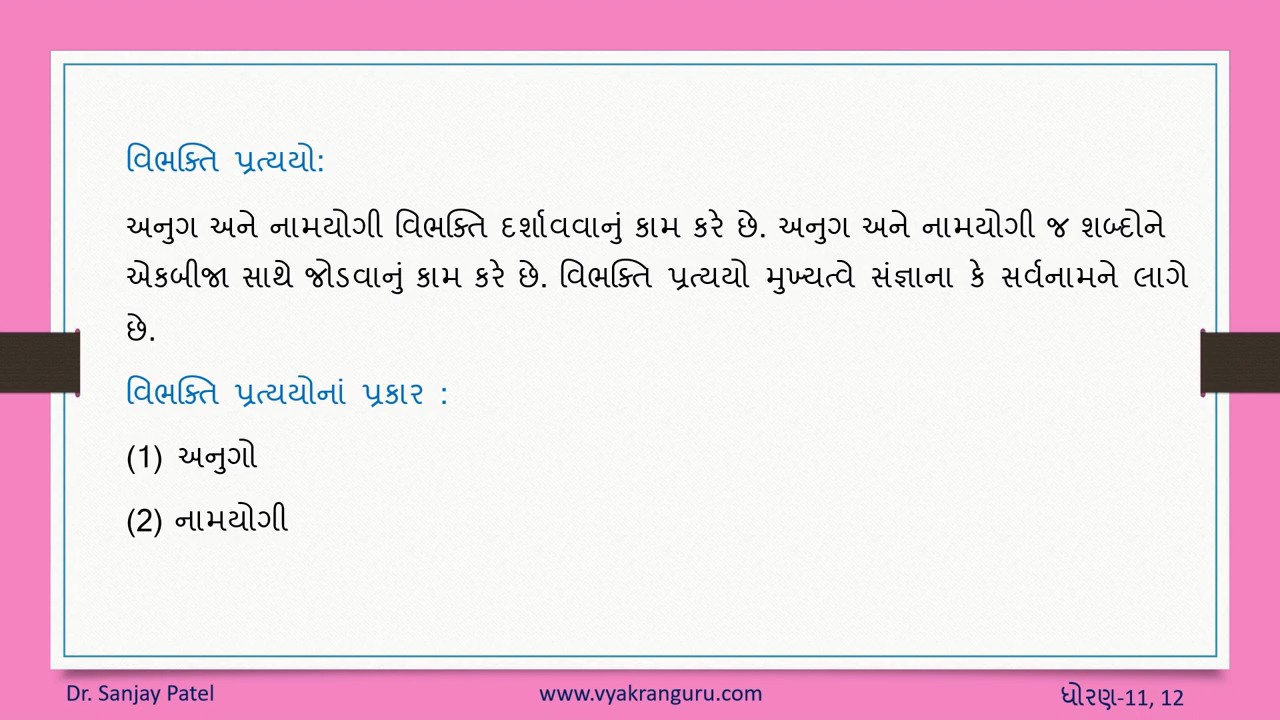 વિભક્તિ પ્રત્યયો:
અનુગ અને નામયોગી વિભક્તિ દર્શાવવાનું કામ કરે છે. અનુગ અને નામયોગી જ શબ્દોને
એકબીજા સાથે જોડવાનું કામ કરે છે. વિભક્તિ પ્રત્યયો મુખ્યત્વે સંજ્ઞાના કે સર્વનામને લાગે
છે.
વિભક્તિ પ્રત્યયોનાં પ્રકાર :
(1) અનુગો
(2) નામયોગી
Dr. Sanjay Patel www.vyakranguru.com ધોરણ-11, 12